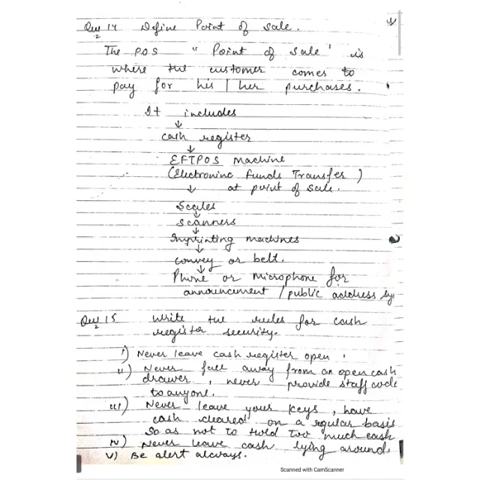 Que 14 Define Point of Sale.
2
The POS " Point of Sale" is
where the customer comes to
pay for his / her purchases.
It includes
↓
cash register
↓
EFTPOS Machine
(Electroninc Funds Transfer )
↓ at point of sale.
Scales
↓
Scanners
↓
Imprinting machines
↓
convey or belt.
↓
Phone or Microphone for
announcement / public address
Que 15 Write the rules for cash
2
register security.
i) Never leave cash register open .
ii) Never face away from an open cash
drawer, never provide staff code
to anyone.
iii) Never leave your keys, have
cash cleared on a regular basis
so as not to hold too much cash
iv) Never leave cash lying around
v) Be alert always.
Scanned with CamScanner